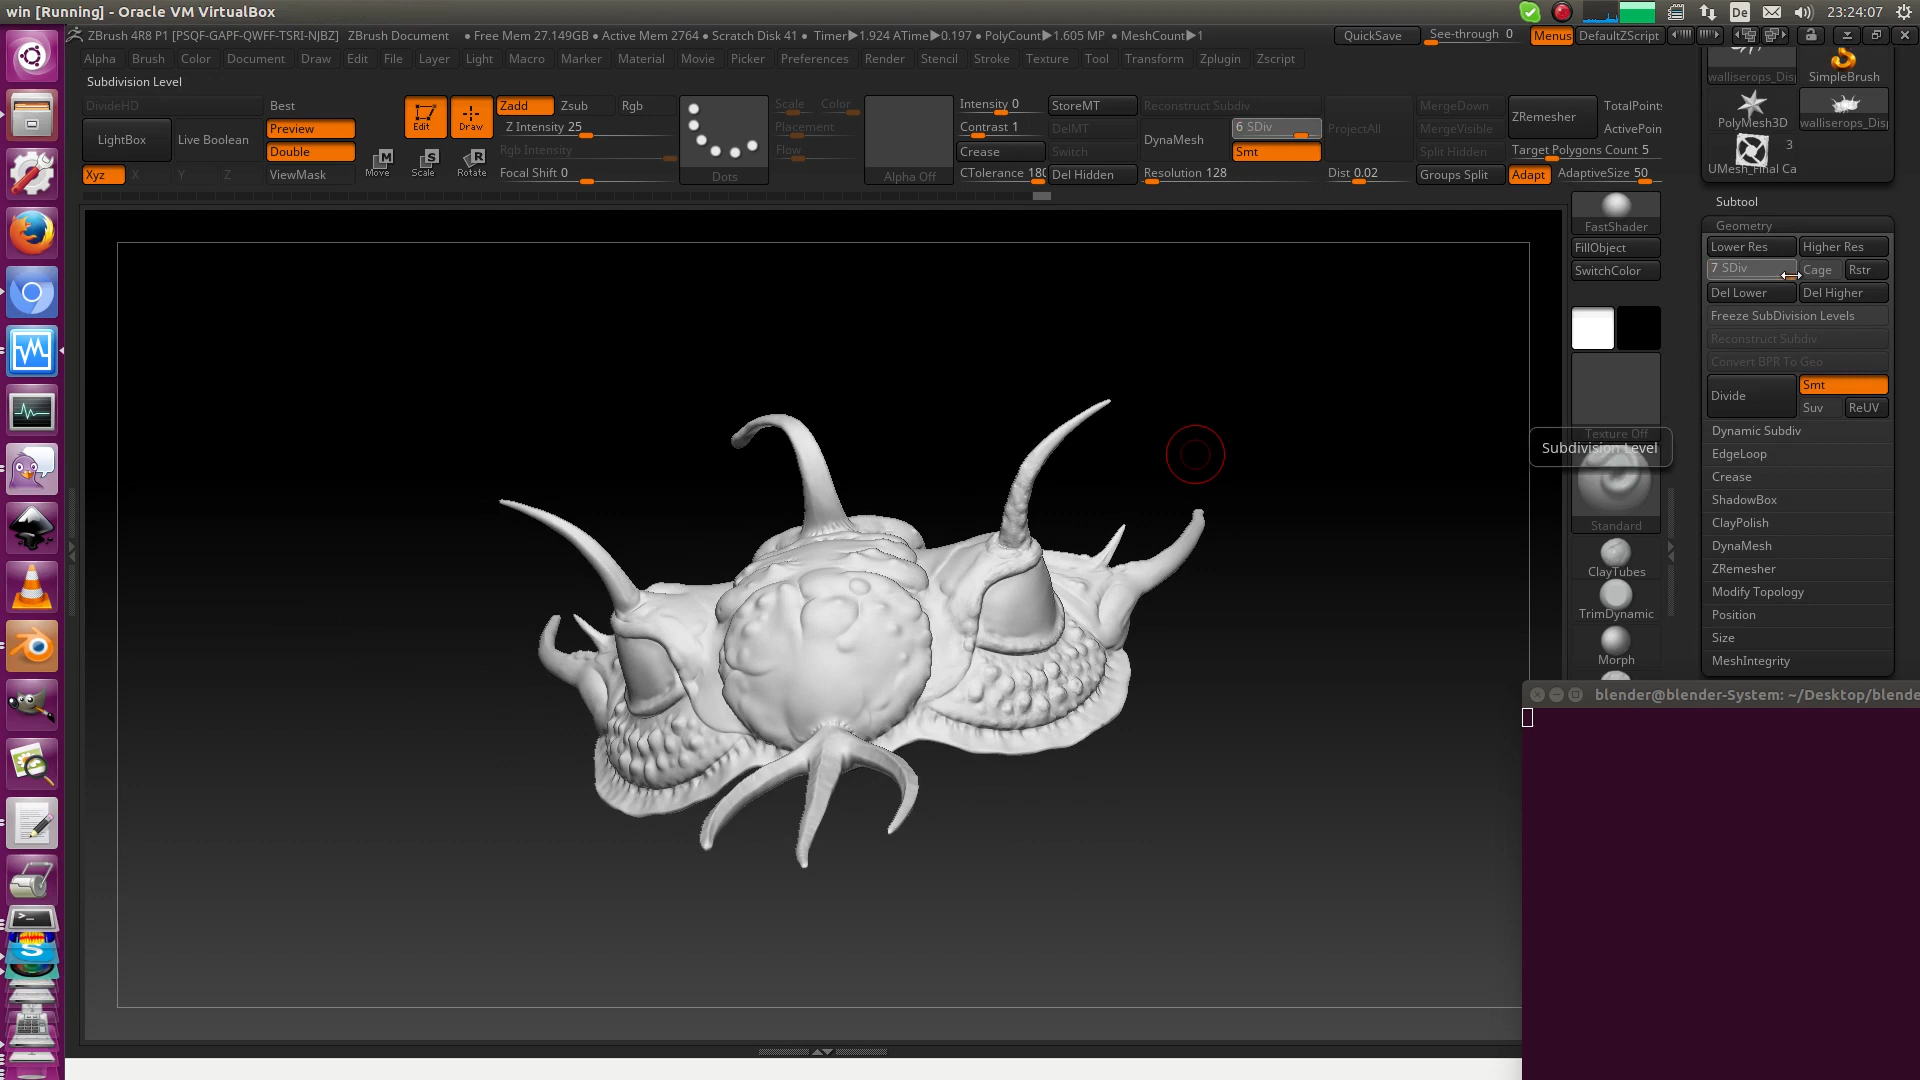 win [Running] - Oracle VM VirtualBox
De
23:24:07
ZBrush 4R8 P1 [PSQF-GAPF-QWFF-TSRI-NJBZ] ZBrush Document ● Free Mem 27.149GB ● Active Mem 2764 ● Scratch Disk 41 ● Timer▶1.924 ATime▶0.197 ● PolyCount▶1.605 MP ● MeshCount▶1
QuickSave See-through 0 Menus DefaultZScript
Alpha Brush Color Document Draw Edit File Layer Light Macro Marker Material Movie Picker Preferences Render Stencil Stroke Texture Tool Transform Zplugin Zscript
Subdivision Level
DivideHD
LightBox
Live Boolean
Best
Preview
Double
Xyz X Y Z ViewMask
Edit Draw
Move Scale Rotate
Zadd Zsub Rgb
Z Intensity 25
Rgb Intensity
Focal Shift 0
Dots
Scale Color
Placement
Flow
Alpha Off
Intensity 0
Contrast 1
Crease
CTolerance 180
StoreMT
DelMT
Switch
Del Hidden
Reconstruct Subdiv
DynaMesh
6 SDiv
Smt
Resolution 128
ProjectAll
Dist 0.02
MergeDown
MergeVisible
Split Hidden
Groups Split
ZRemesher
TotalPoints
ActivePoin
Target Polygons Count 5
Adapt AdaptiveSize 50
FastShader
FillObject
SwitchColor
Texture Off
Subdivision Level
Standard
ClayTubes
TrimDynamic
Morph
walliserops_Disp
SimpleBrush
PolyMesh3D
walliserops_Disp
3
UMesh_Final Ca
Subtool
Geometry
Lower Res Higher Res
7 SDiv Cage Rstr
Del Lower Del Higher
Freeze SubDivision Levels
Reconstruct Subdiv
Convert BPR To Geo
Divide
Smt
Suv ReUV
Dynamic Subdiv
EdgeLoop
Crease
ShadowBox
ClayPolish
DynaMesh
ZRemesher
Modify Topology
Position
Size
MeshIntegrity
blender@blender-System: ~/Desktop/blende